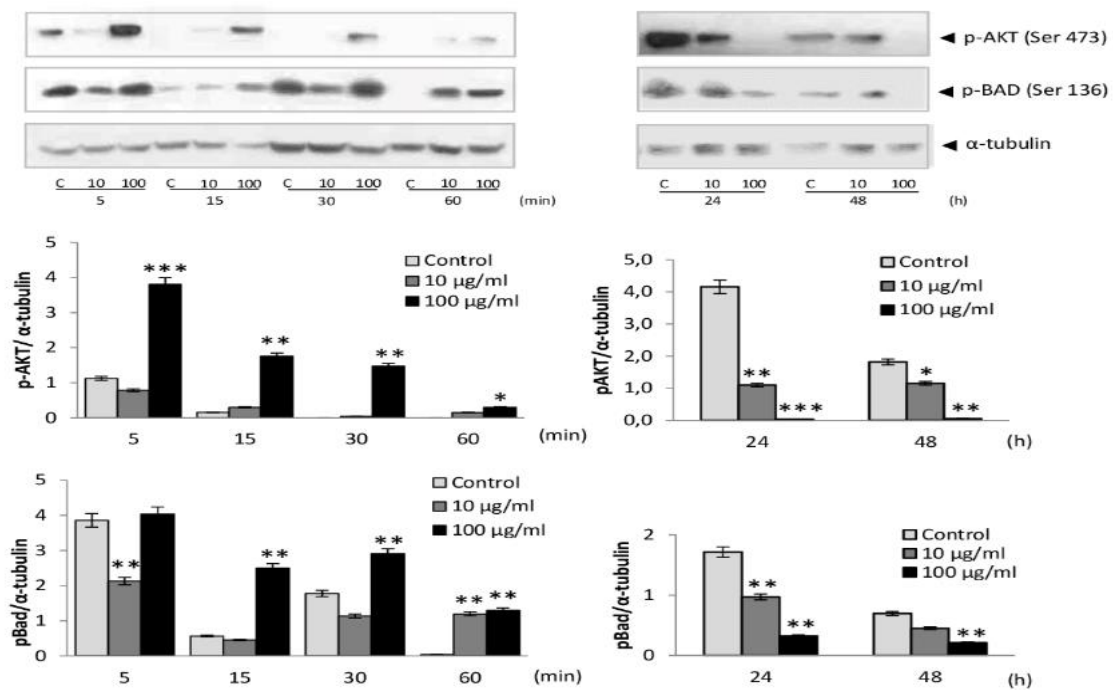 ◄ p-AKT (Ser 473)
◄ p-BAD (Ser 136)
◄ α-tubulin
C 10 100 C 10 100 C 10 100 C 10 100
5 15 30 60 (min)
C 10 100 C 10 100
24 48 (h)
p-AKT/ α-tubulin
5
4
3
2
1
0
***
**
**
*
Control
10 µg/ml
100 µg/ml
5 15 30 60 (min)
pAKT/α-tubulin
5,0
4,0
3,0
2,0
1,0
0,0
**
***
*
**
Control
10 µg/ml
100 µg/ml
24 48 (h)
pBad/α-tubulin
5
4
3
2
1
0
**
**
**
**
**
Control
10 µg/ml
100 µg/ml
5 15 30 60 (min)
pBad/α-tubulin
2
1
0
**
**
**
Control
10 µg/ml
100 µg/ml
24 48 (h)